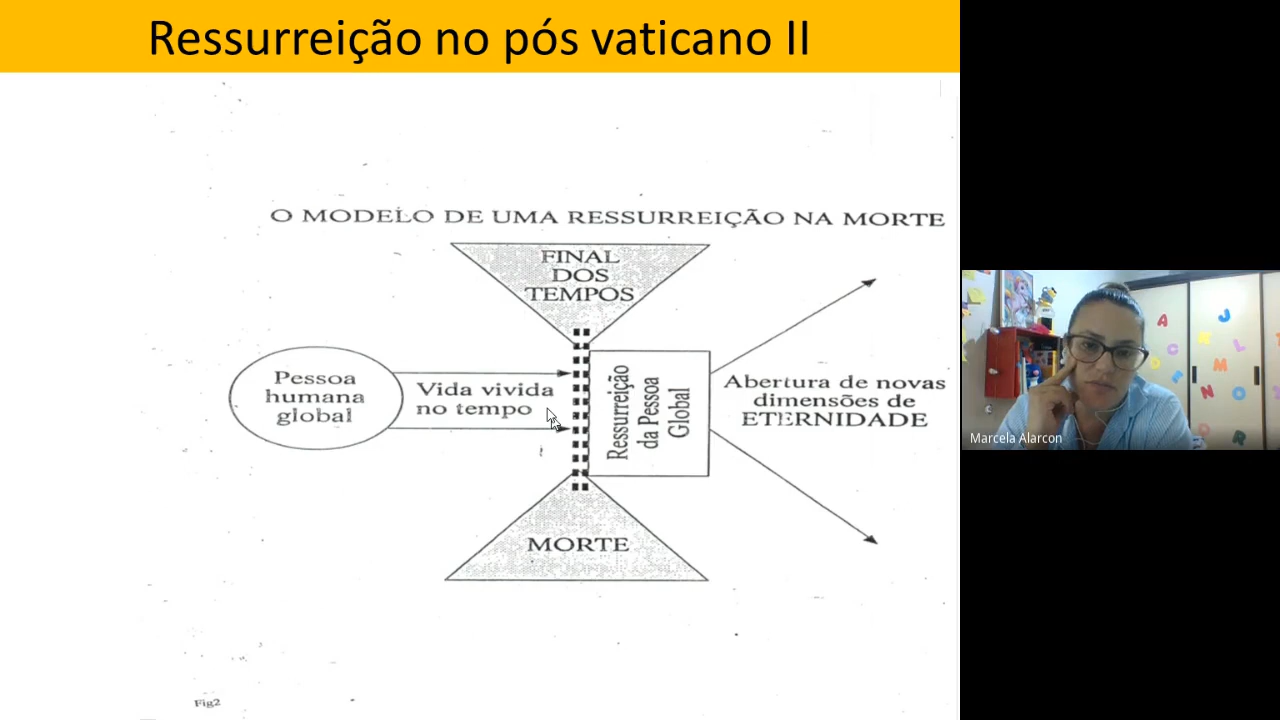 Ressurreição no pós vaticano II
O MODELO DE UMA RESSURREIÇÃO NA MORTE
FINAL
DOS
TEMPOS
Pessoa
humana
global
Vida vivida
no tempo
Ressurreição
da Pessoa
Global
Abertura de novas
dimensões de
ETERNIDADE
MORTE
Fig2
Marcela Alarcon
A
J
L
M
O
N
D
R